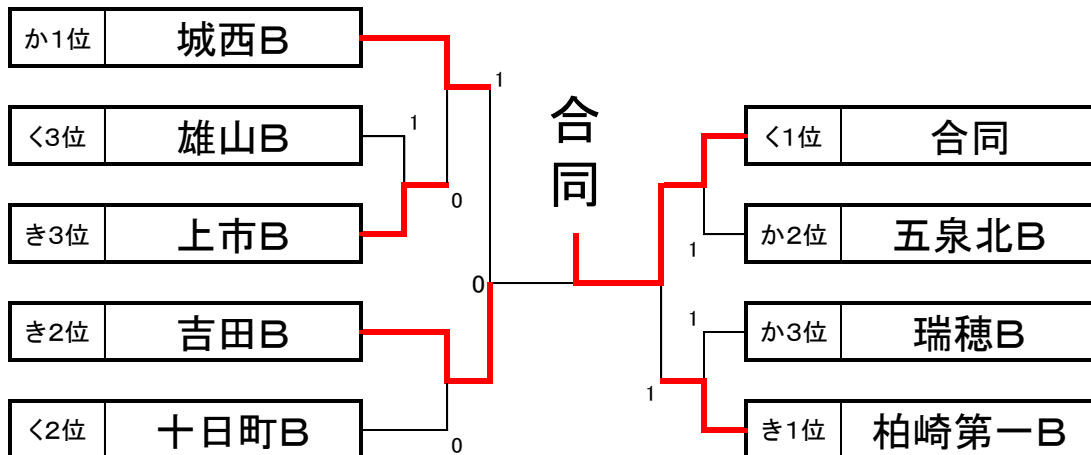 か1位 城西B
1
く3位 雄山B
1
0
き3位 上市B
0
き2位 吉田B
く2位 十日町B
0
合同
く1位 合同
か2位 五泉北B
1
1
か3位 瑞穂B
1
き1位 柏崎第一B